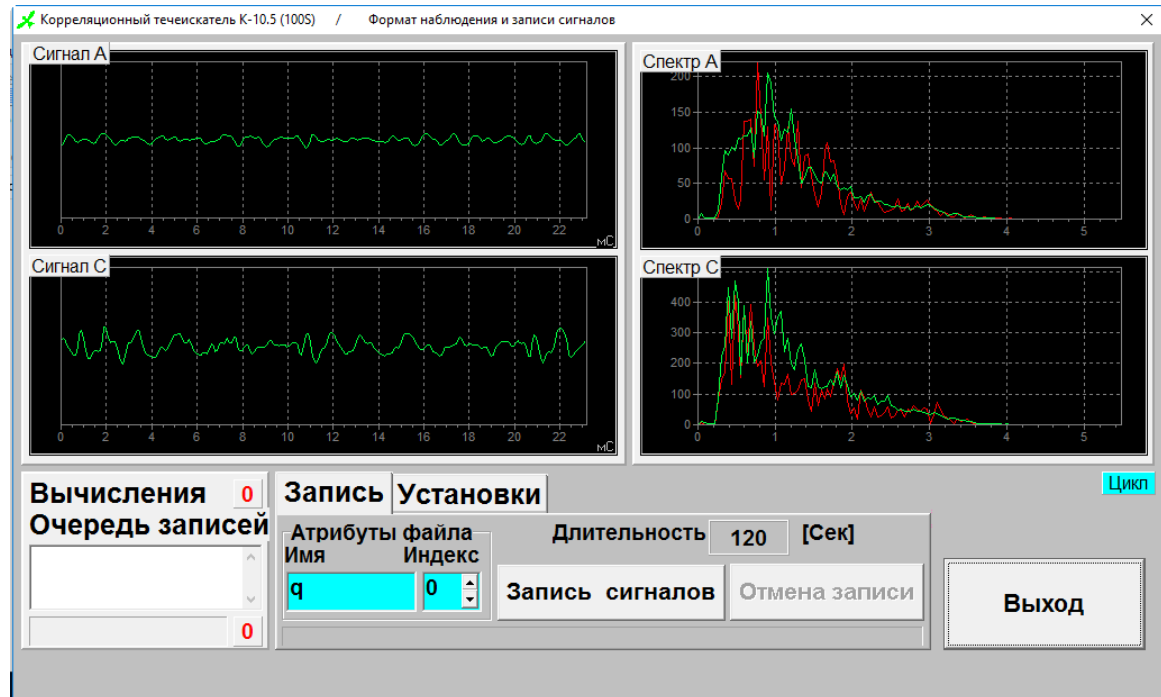 Корреляционный течеискатель К-10.5 (100S) / Формат наблюдения и записи сигналов
Сигнал А
0 2 4 6 8 10 12 14 16 18 20 22 мС
Спектр А
200
150
100
50
0
0 1 2 3 4 5
Сигнал С
0 2 4 6 8 10 12 14 16 18 20 22 мС
Спектр С
400
300
200
100
0
0 1 2 3 4 5
Вычисления 0
Очередь записей
0
Запись Установки
Атрибуты файла
Имя Индекс
q 0
Длительность 120 [Сек]
Запись сигналов Отмена записи
Цикл
Выход